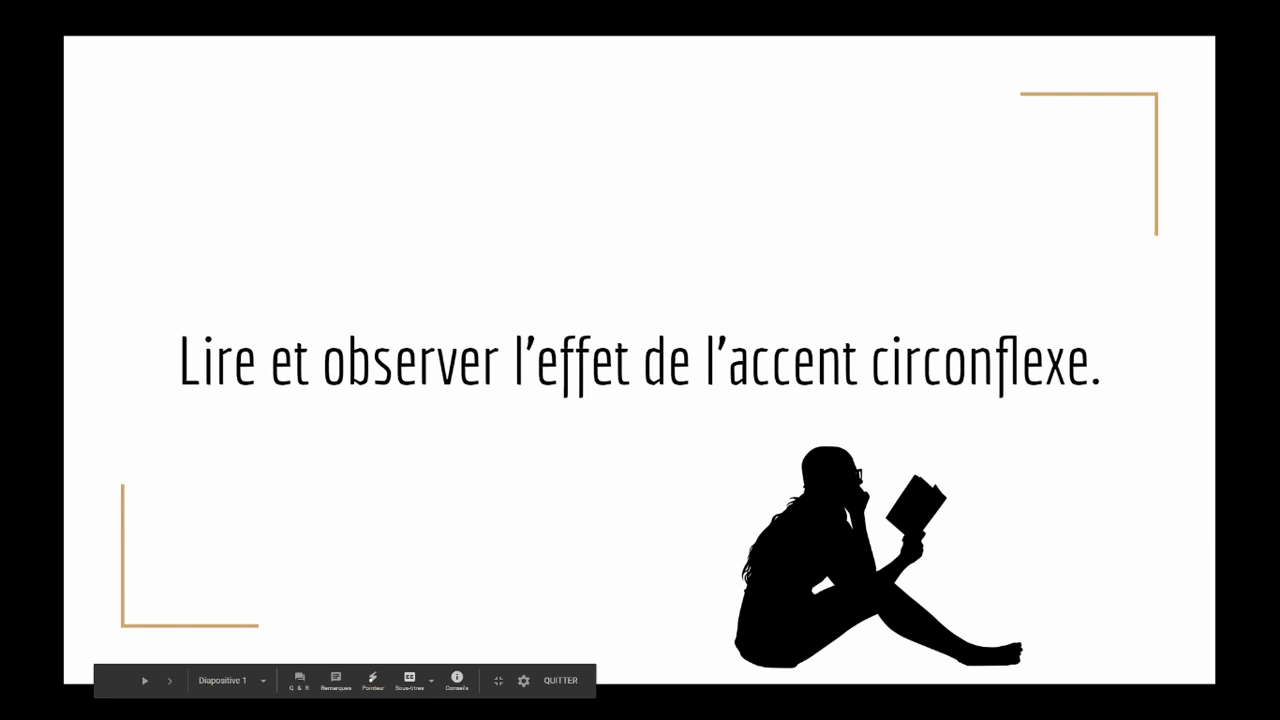 Lire et observer l'effet de l'accent circonflexe.
Diapositive 1
Q & R
Remarques
Pointeur
Sous-titres
Conseils
QUITTER